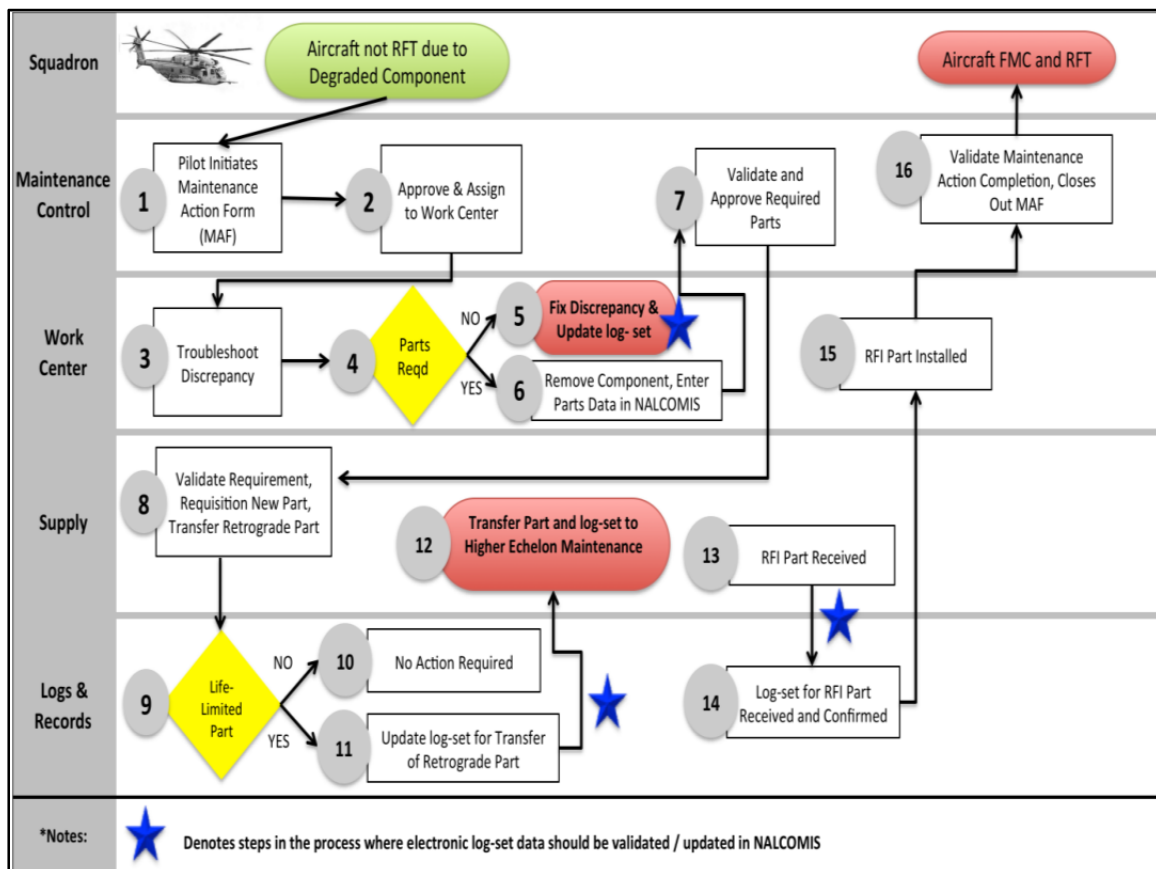 Squadron
Aircraft not RFT due to
Degraded Component
Aircraft FMC and RFT
Maintenance
Control
1
Pilot Initiates
Maintenance
Action Form
(MAF)
2
Approve & Assign
to Work Center
7
Validate and
Approve Required
Parts
16
Validate Maintenance
Action Completion, Closes
Out MAF
Work
Center
3
Troubleshoot
Discrepancy
4
Parts
Reqd
NO
YES
5
Fix Discrepancy &
Update log- set
6
Remove Component, Enter
Parts Data in NALCOMIS
15
RFI Part Installed
Supply
8
Validate Requirement,
Requisition New Part,
Transfer Retrograde Part
12
Transfer Part and log-set to
Higher Echelon Maintenance
13
RFI Part Received
Logs &
Records
9
Life-
Limited
Part
NO
YES
10
No Action Required
11
Update log-set for Transfer
of Retrograde Part
14
Log-set for RFI Part
Received and Confirmed
*Notes:
Denotes steps in the process where electronic log-set data should be validated / updated in NALCOMIS